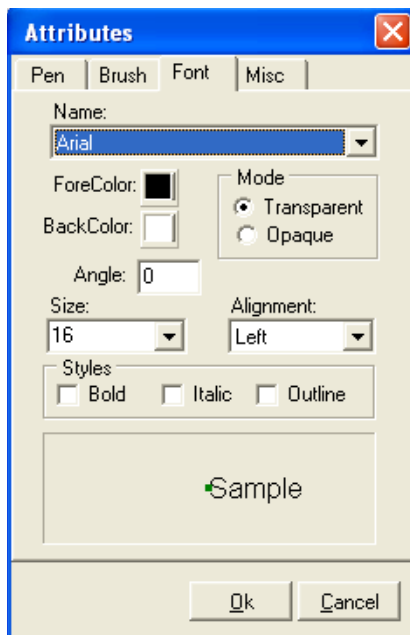 Attributes
Pen Brush Font Misc
Name:
Arial
ForeColor:
BackColor:
Mode
Transparent
Opaque
Angle: 0
Size: Alignment:
16 Left
Styles
Bold Italic Outline
Sample
Ok Cancel